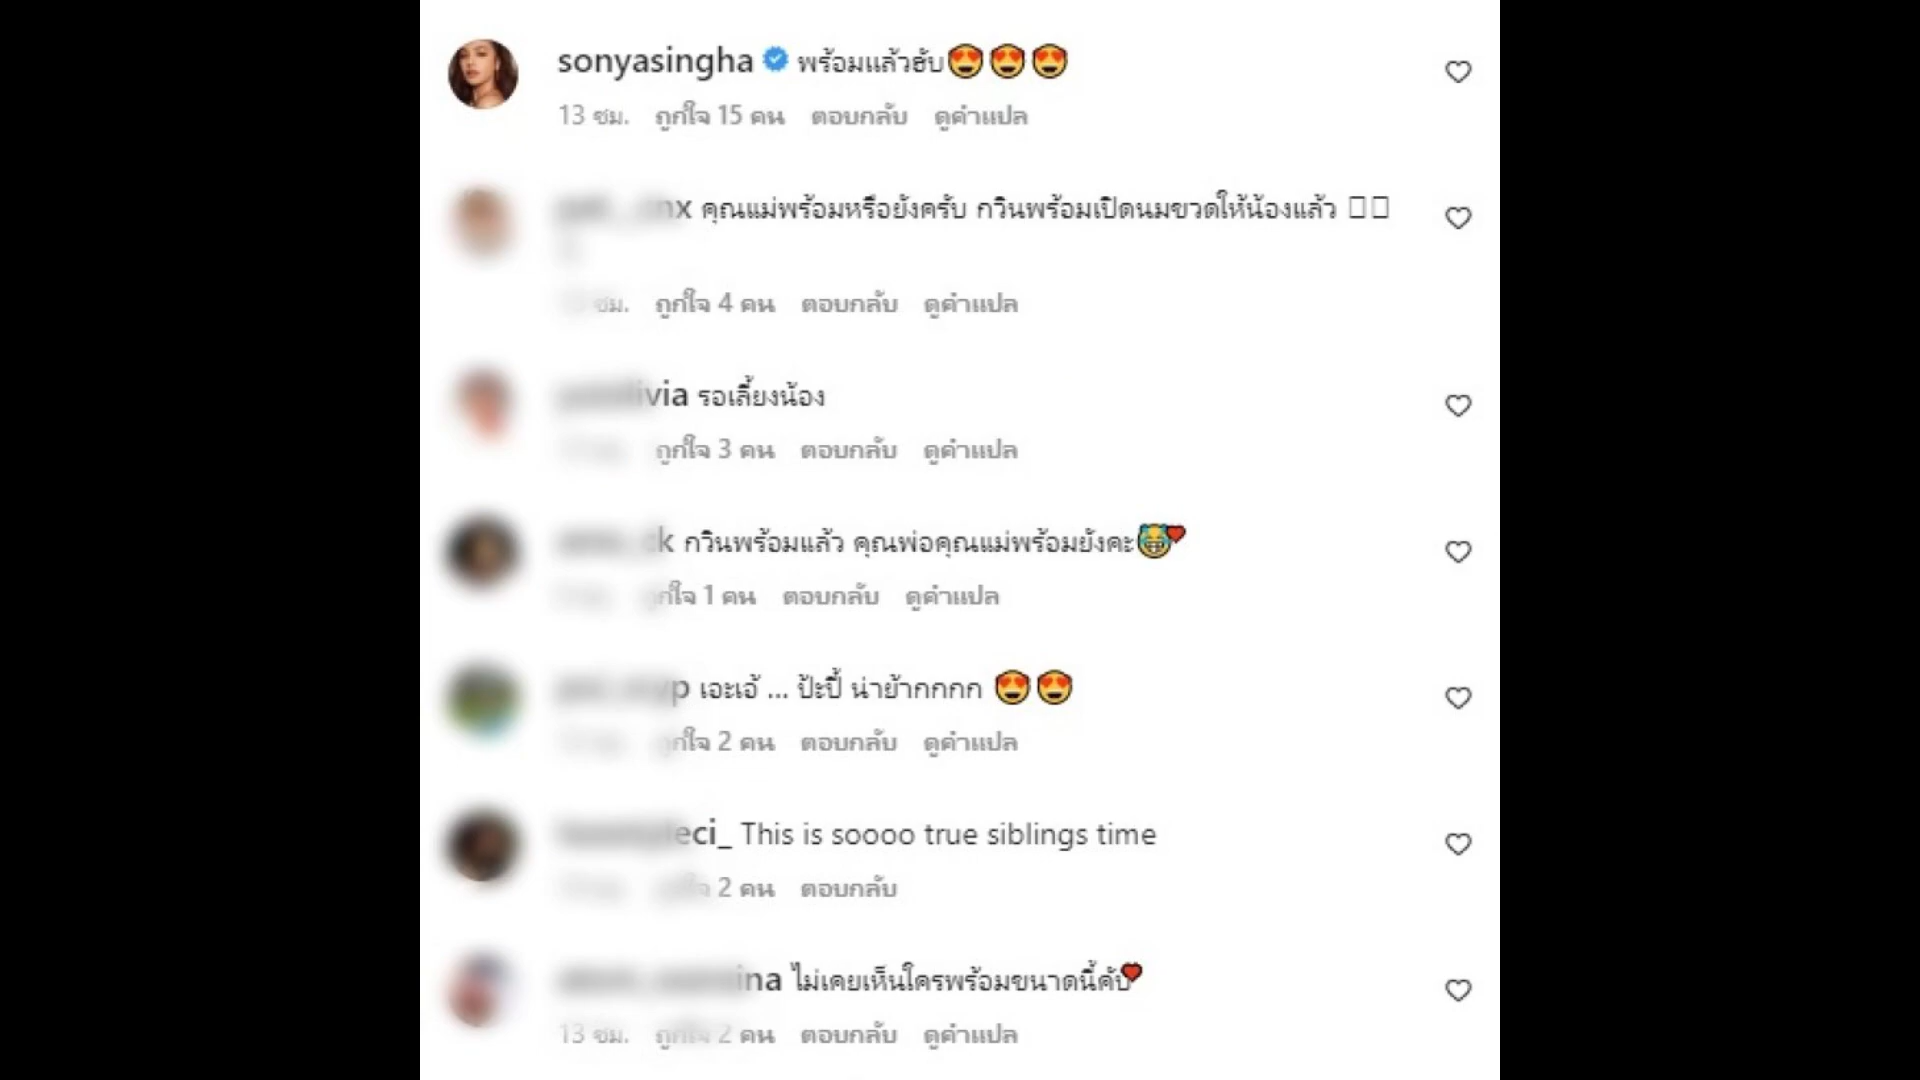 sonyasingha พร้อมแล้วฮับ😍😍😍
13 ชม. ถูกใจ 15 คน ตอบกลับ ดูคำแปล
คุณแม่พร้อมหรือยังครับ กวินพร้อมเปิดนมขวดให้น้องแล้ว
ชม. ถูกใจ 4 คน ตอบกลับ ดูคำแปล
รอเลี้ยงน้อง
ถูกใจ 3 คน ตอบกลับ ดูคำแปล
กวินพร้อมแล้ว คุณพ่อคุณแม่พร้อมยังคะ😹❤
ถูกใจ 1 คน ตอบกลับ ดูคำแปล
เอะเอ้ ... ป้ะปี้ น่าย้ากกกก 😍😍
ถูกใจ 2 คน ตอบกลับ ดูคำแปล
This is soooo true siblings time
2 คน ตอบกลับ
ไม่เคยเห็นใครพร้อมขนาดนี้คับ❤
13 ชม. ถูกใจ 2 คน ตอบกลับ ดูคำแปล